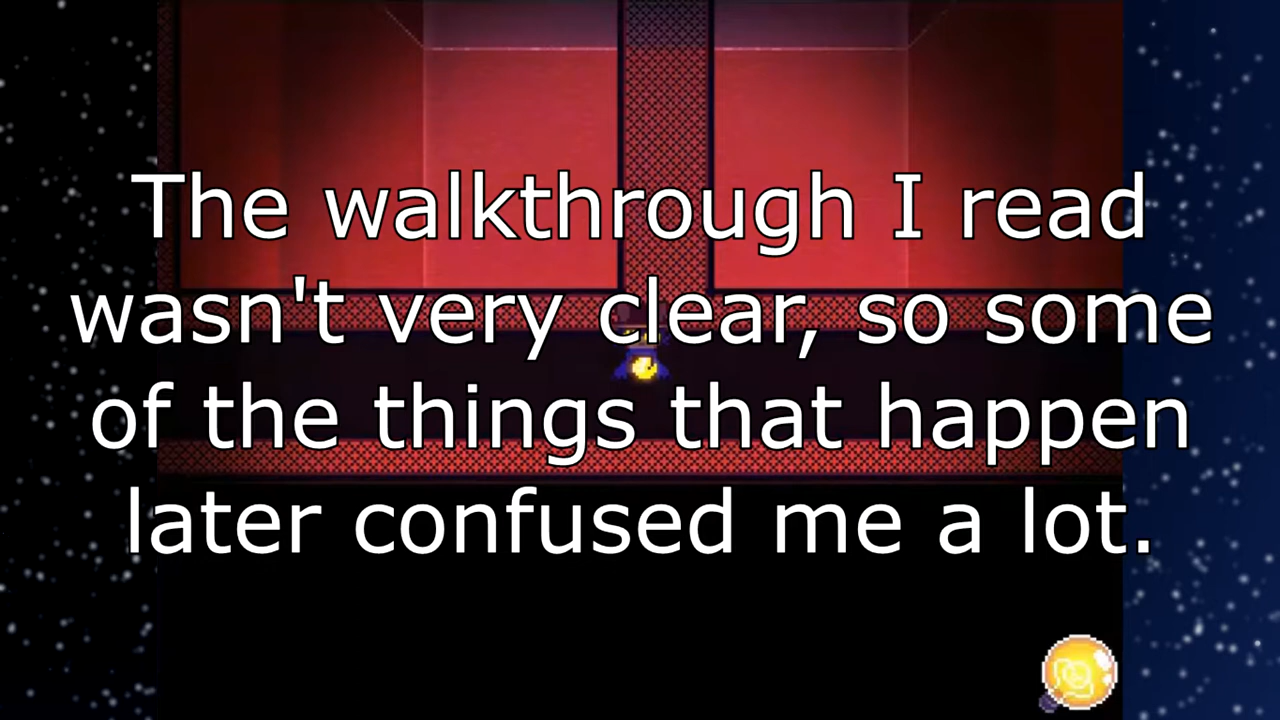 The walkthrough I read
wasn't very clear, so some
of the things that happen
later confused me a lot.